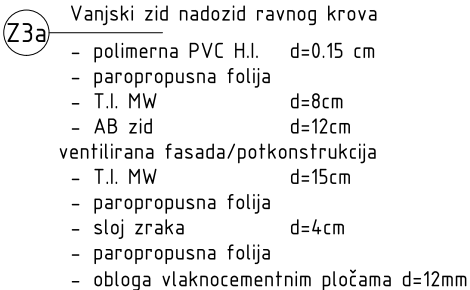 Vanjski zid nadozid ravnog krova
Z3a
- polimerna PVC H.I. d=0.15 cm
- paropropusna folija
- T.I. MW d=8cm
- AB zid d=12cm
ventilirana fasada/potkonstrukcija
- T.I. MW d=15cm
- paropropusna folija
- sloj zraka d=4cm
- paropropusna folija
- obloga vlaknocementnim pločama d=12mm